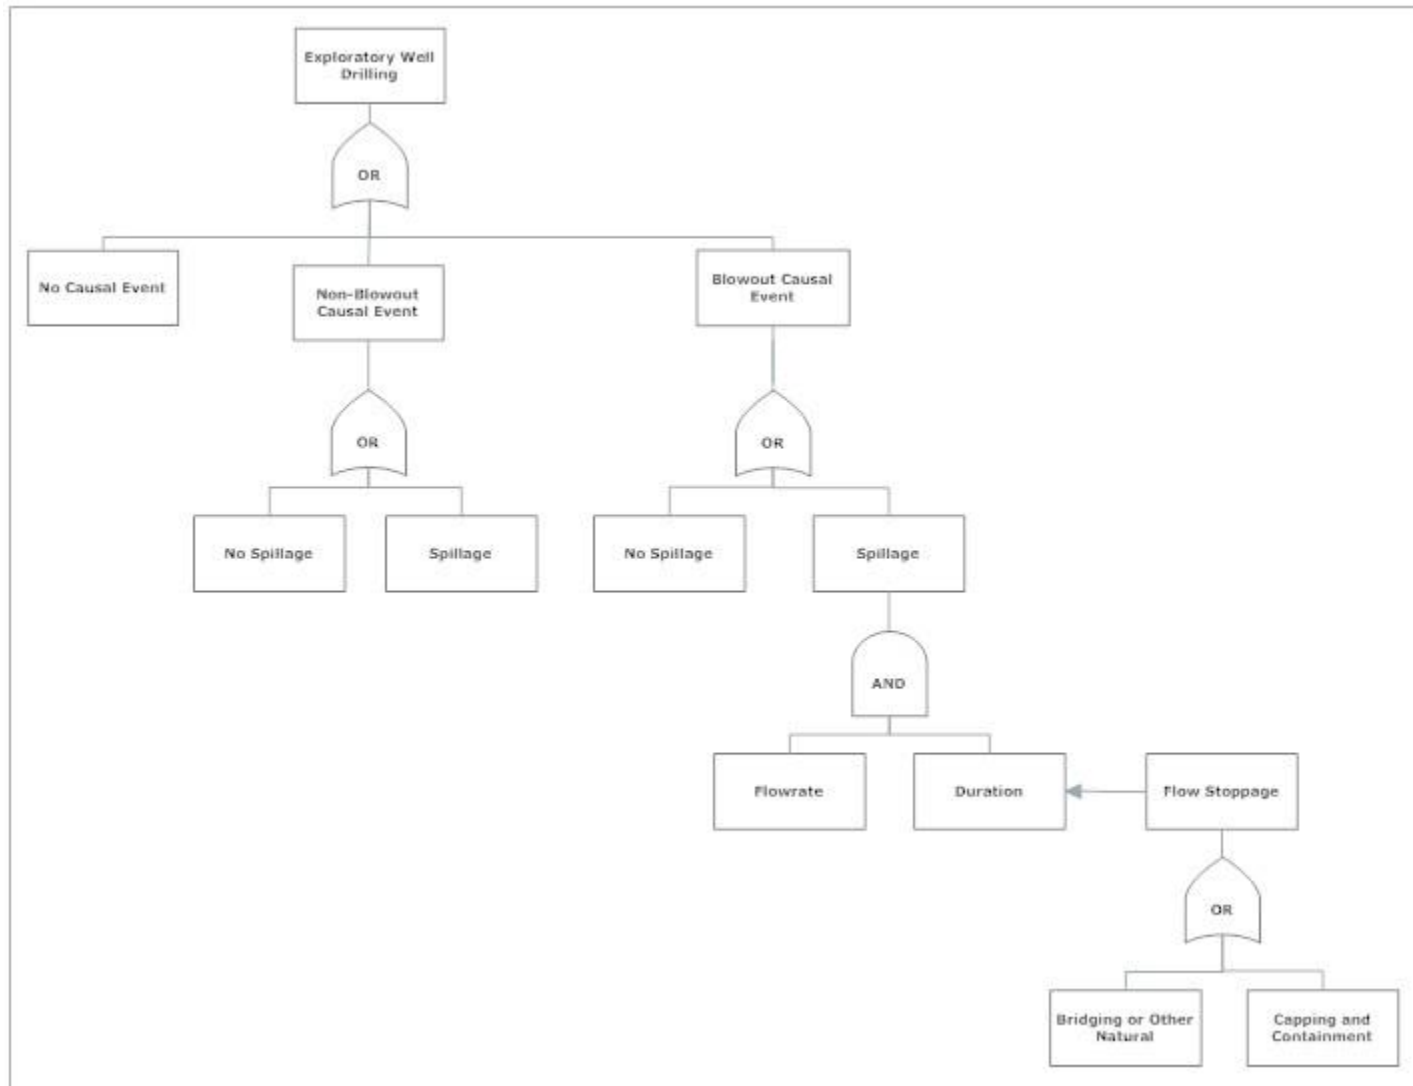 Exploratory Well
Drilling
OR
No Causal Event
Non-Blowout
Causal Event
Blowout Causal
Event
OR
OR
No Spillage
Spillage
No Spillage
Spillage
AND
Flowrate
Duration
Flow Stoppage
OR
Bridging or Other
Natural
Capping and
Containment